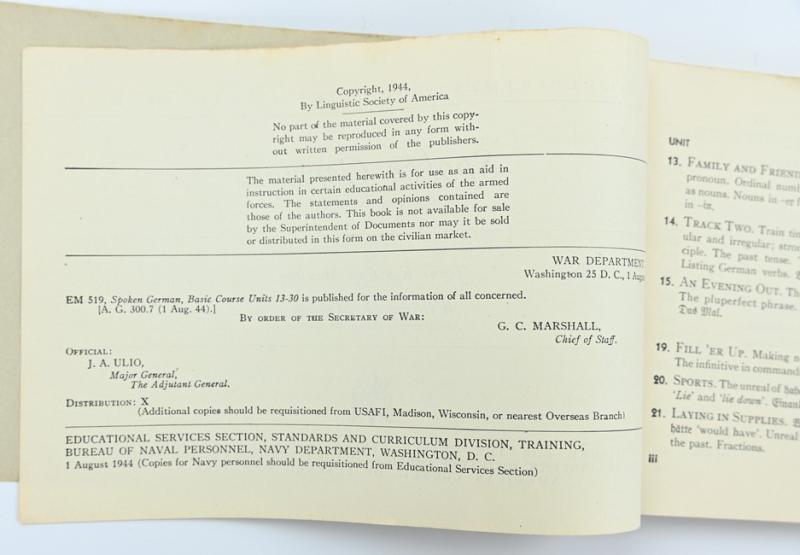 Copyright, 1944,
By Linguistic Society of America
No part of the material covered by this copy-
right may be reproduced in any form with-
out written permission of the publishers.
The material presented herewith is for use as an aid in
instruction in certain educational activities of the armed
forces. The statements and opinions contained are
those of the authors. This book is not available for sale
by the Superintendent of Documents nor may it be sold
or distributed in this form on the civilian market.
WAR DEPARTMENT
Washington 25 D. C., 1 Augu
EM 519, Spoken German, Basic Course Units 13-30 is published for the information of all concerned.
[A. G. 300.7 (1 Aug. 44).]
BY ORDER OF THE SECRETARY OF WAR:
G. C. MARSHALL,
Chief of Staff.
OFFICIAL:
J. A. ULIO,
Major General,
The Adjutant General.
DISTRIBUTION: X
(Additional copies should be requisitioned from USAFI, Madison, Wisconsin, or nearest Overseas Branch)
EDUCATIONAL SERVICES SECTION, STANDARDS AND CURRICULUM DIVISION, TRAINING,
BUREAU OF NAVAL PERSONNEL, NAVY DEPARTMENT, WASHINGTON, D. C.
1 August 1944 (Copies for Navy personnel should be requisitioned from Educational Services Section)
UNIT
13. FAMILY AND FRIEND
pronoun. Ordinal num
as nouns. Nouns in -er
in -in.
14. TRACK TWO. Train tim
ular and irregular; stro
ciple. The past tense.
Listing German verbs.
15. AN EVENING OUT. Th
The pluperfect phrase.
Das Mal.
19. FILL 'ER UP. Making
The infinitive in command
20. SPORTS. The unreal of
'Lie' and 'lie down'.
21. LAYING IN SUPPLIES.
hätte 'would have'. Unreal
the past. Fractions.
iii